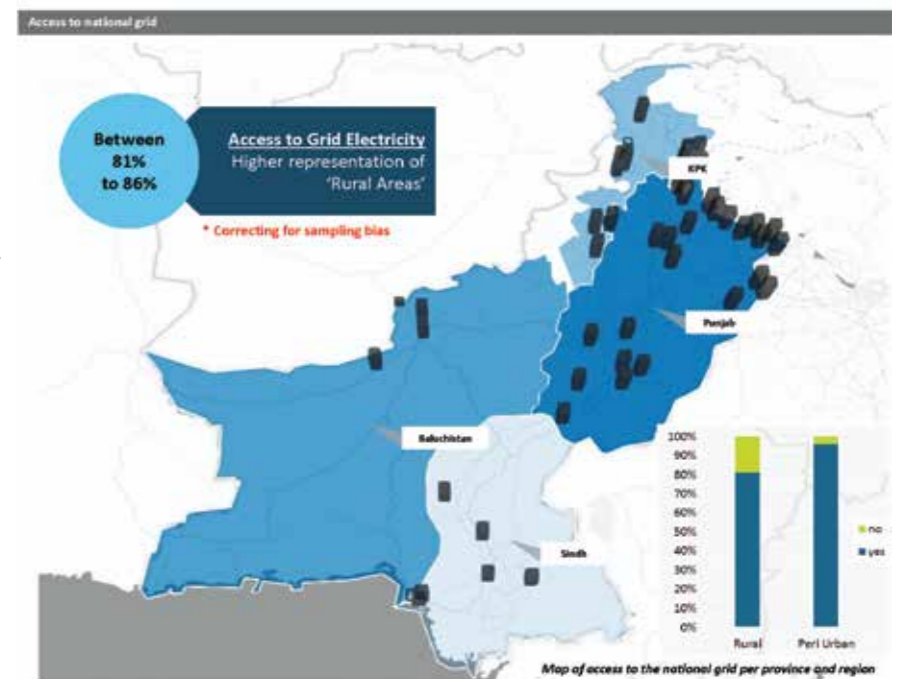 Access to national grid
Between
81%
to 86%
Access to Grid Electricity
Higher representation of
'Rural Areas'
* Correcting for sampling bias
KPK
Punjab
Baluchistan
Sindh
100%
90%
80%
70%
60%
50%
40%
30%
20%
10%
0%
no
yes
Rural
Peri Urban
Map of access to the national grid per province and region